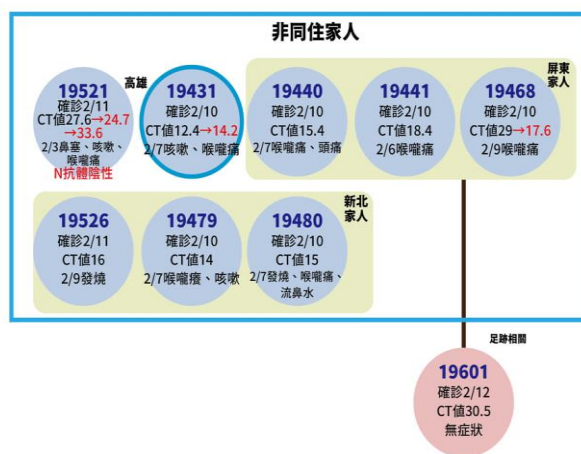 非同住家人
高雄
屏東
家人
19521
確診2/11
CT值27.6→24.7
→33.6
2/3鼻塞、咳嗽、
喉嚨痛
N抗體陰性
19431
確診2/10
CT值12.4→14.2
2/7咳嗽、喉嚨痛
19440
確診2/10
CT值15.4
2/7喉嚨痛、頭痛
19441
確診2/10
CT值18.4
2/6喉嚨痛
19468
確診2/10
CT值29→17.6
2/9喉嚨痛
新北
家人
19526
確診2/11
CT值16
2/9發燒
19479
確診2/10
CT值14
2/7喉嚨癢、咳嗽
19480
確診2/10
CT值15
2/7發燒、喉嚨痛、
流鼻水
足跡相關
19601
確診2/12
CT值30.5
無症狀